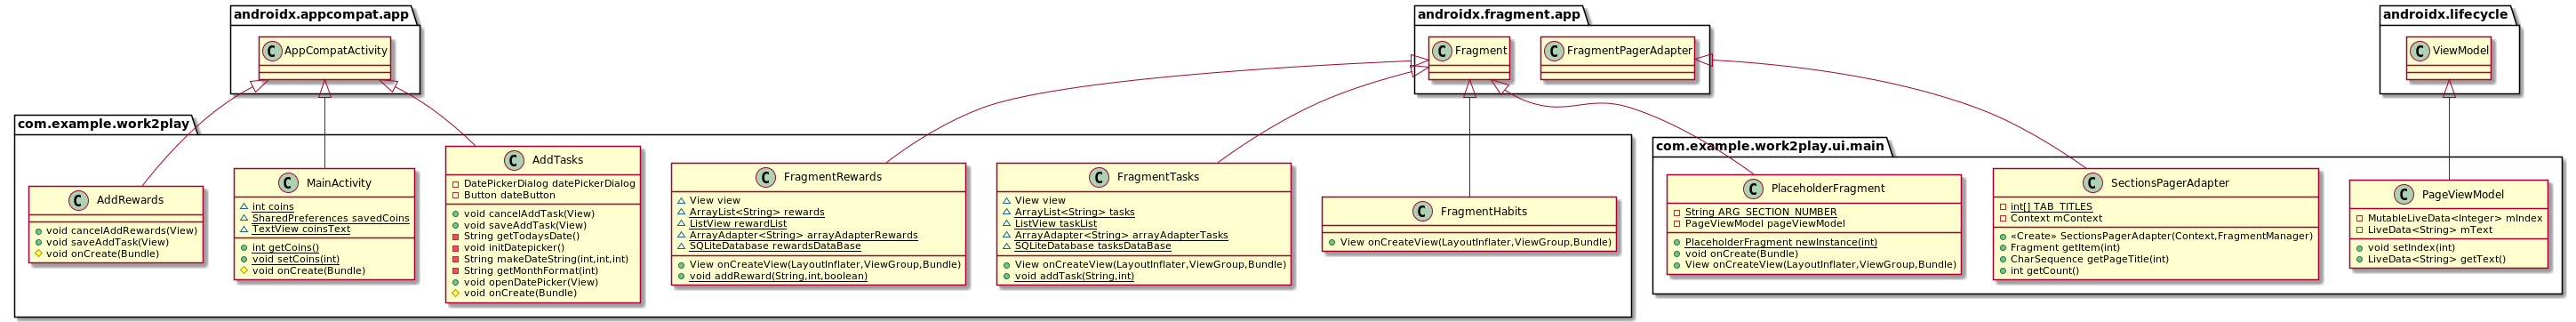 androidx.appcompat.app
C AppCompatActivity
androidx.fragment.app
C Fragment
C FragmentPagerAdapter
androidx.lifecycle
C ViewModel
com.example.work2play
C AddRewards
void cancelAddRewards(View)
void saveAddTask(View)
void onCreate(Bundle)
C MainActivity
int coins
SharedPreferences savedCoins
TextView coinsText
int getCoins()
void setCoins(int)
void onCreate(Bundle)
C AddTasks
DatePickerDialog datePickerDialog
Button dateButton
void cancelAddTask(View)
void saveAddTask(View)
String getTodaysDate()
void initDatepicker()
String makeDateString(int,int,int)
String getMonthFormat(int)
void openDatePicker(View)
void onCreate(Bundle)
C FragmentRewards
View view
ArrayList<String> rewards
ListView rewardList
ArrayAdapter<String> arrayAdapterRewards
SQLiteDatabase rewardsDataBase
View onCreateView(LayoutInflater,ViewGroup,Bundle)
void addReward(String,int,boolean)
C FragmentTasks
View view
ArrayList<String> tasks
ListView taskList
ArrayAdapter<String> arrayAdapterTasks
SQLiteDatabase tasksDataBase
View onCreateView(LayoutInflater,ViewGroup,Bundle)
void addTask(String,int)
C FragmentHabits
View onCreateView(LayoutInflater,ViewGroup,Bundle)
com.example.work2play.ui.main
C PlaceholderFragment
String ARG_SECTION_NUMBER
PageViewModel pageViewModel
PlaceholderFragment newInstance(int)
void onCreate(Bundle)
View onCreateView(LayoutInflater,ViewGroup,Bundle)
C SectionsPagerAdapter
int[] TAB_TITLES
Context mContext
«Create» SectionsPagerAdapter(Context,FragmentManager)
Fragment getItem(int)
CharSequence getPageTitle(int)
int getCount()
C PageViewModel
MutableLiveData<Integer> mIndex
LiveData<String> mText
void setIndex(int)
LiveData<String> getText()